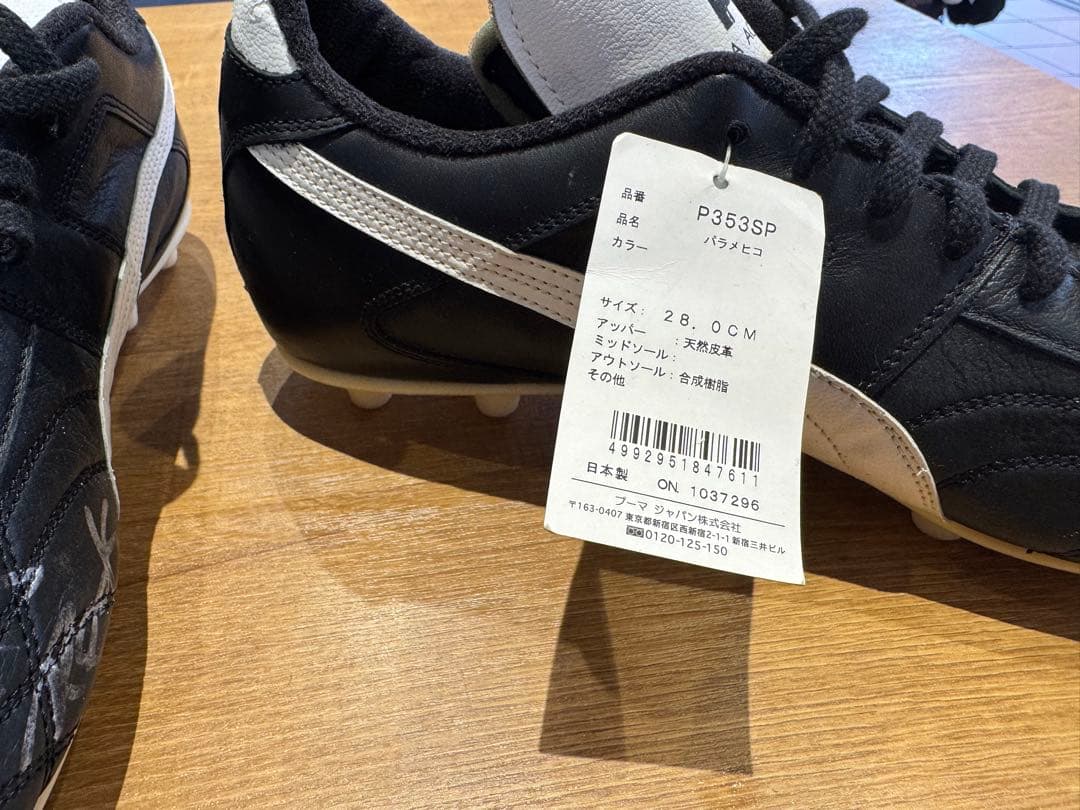 品番 P353SP
品名 パラメヒコ
カラー
サイズ: 28.0CM
アッパー :天然皮革
ミッドソール:
アウトソール:合成樹脂
その他
4992951847611
日本製 ON. 1037296
プーマ ジャパン株式会社
〒163-0407 東京都新宿区西新宿2-1-1 新宿三井ビル
0120-125-150